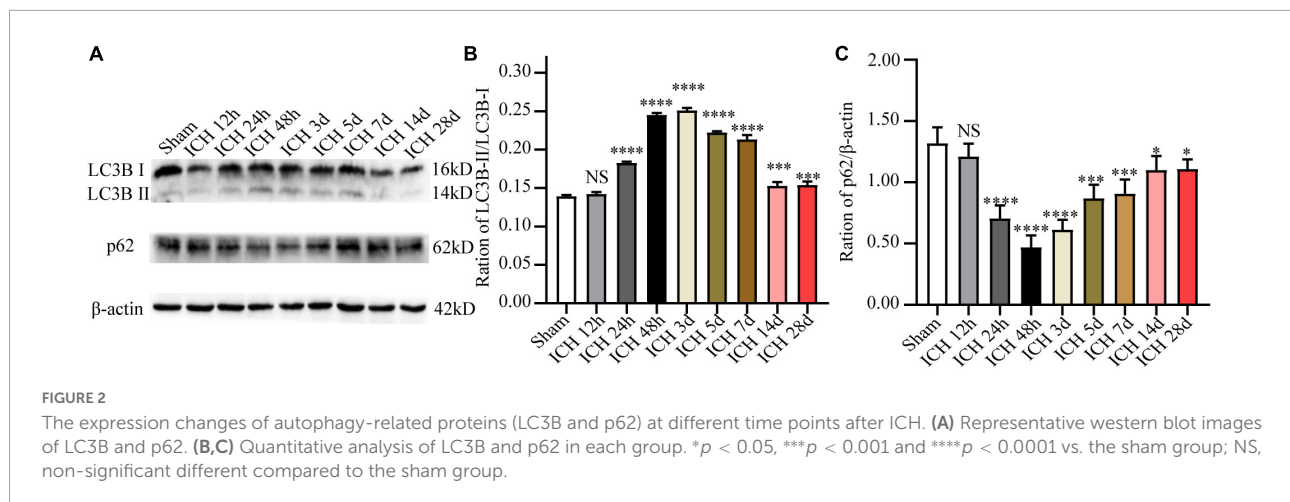 A
Sham
ICH 12h
ICH 24h
ICH 48h
ICH 3d
ICH 5d
ICH 7d
ICH 14d
ICH 28d
LC3B I
16kD
LC3B II
14kD
p62
62kD
β-actin
42kD
B
Ration of LC3B-II/LC3B-I
0.30
0.25
0.20
0.15
0.10
0.05
0.00
NS
****
****
****
****
****
***
***
Sham
ICH 12h
ICH 24h
ICH 48h
ICH 3d
ICH 5d
ICH 7d
ICH 14d
ICH 28d
C
Ration of p62/β-actin
2.00
1.50
1.00
0.50
0.00
NS
****
****
****
***
***
*
*
Sham
ICH 12h
ICH 24h
ICH 48h
ICH 3d
ICH 5d
ICH 7d
ICH 14d
ICH 28d
FIGURE 2
The expression changes of autophagy-related proteins (LC3B and p62) at different time points after ICH. (A) Representative western blot images
of LC3B and p62. (B,C) Quantitative analysis of LC3B and p62 in each group. *p < 0.05, ***p < 0.001 and ****p < 0.0001 vs. the sham group; NS,
non-significant different compared to the sham group.